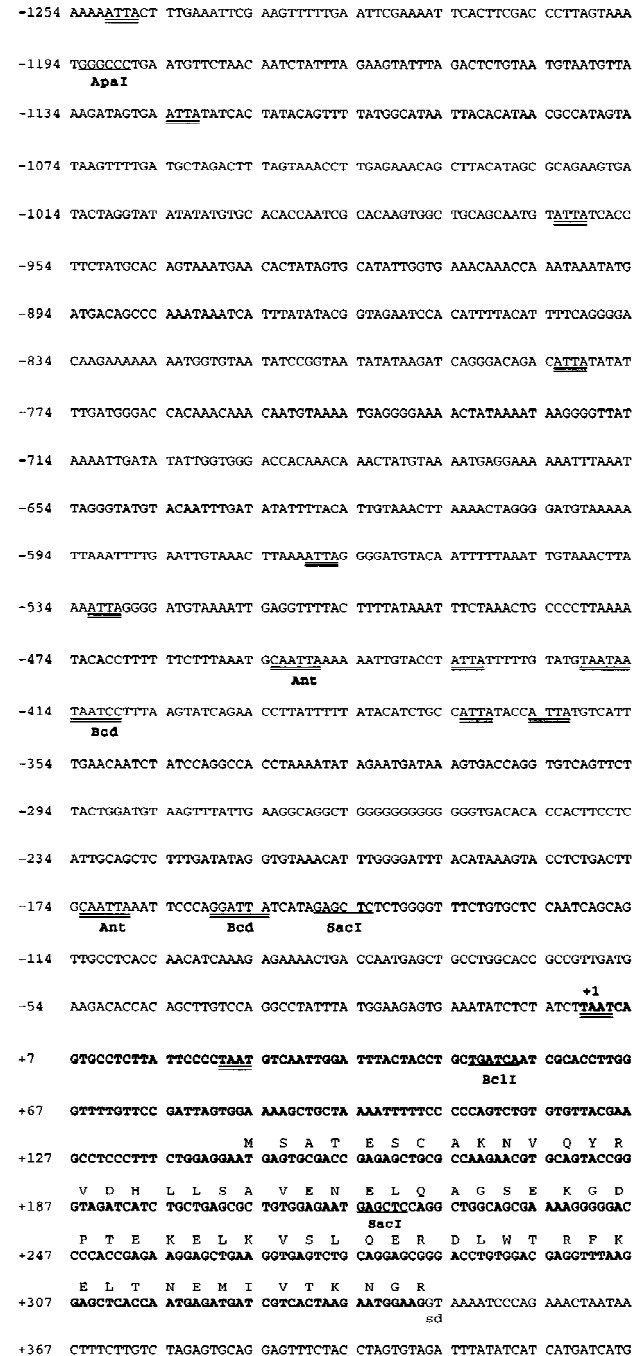 -1254 AAAAATTACT TTGAAATTCG AAGTTTTTGA ATTCGAAAAT TCACTTCGAC CCTTAGTAAA
-1194 TGGGCCCTGA ATGTTCTAAC AATCTATTTA GAAGTATTTA GACTCTGTAA TGTAATGTTA
ApaI
-1134 AAGATAGTGA ATTATATCAC TATACAGTTT TATGGCATAA TTACACATAA CGCCATAGTA
-1074 TAAGTTTTGA TGCTAGACTT TAGTAAACCT TGAGAAACAG CTTACATAGC GCAGAAGTGA
-1014 TACTAGGTAT ATATATGTGC ACACCAATCG CACAAGTGGC TGCAGCAATG TATTATCACC
-954 TTCTATGCAC AGTAAATGAA CACTATAGTG CATATTGGTG AAACAAACCA AATAAATATG
-894 ATGACAGCCC AAATAAATCA TTTATATACG GTAGAATCCA CATTTTACAT TTTCAGGGGA
-834 CAAGAAAAAA AATGGTGTAA TATCCGGTAA TATATAAGAT CAGGGACAGAC CATTATATAT
-774 TTGATGGGAC CACAAACAAC CAATGTAAAA TGAGGGGAAA ACTATAAAAT AAGGGGTTAT
-714 AAAATTGATA TATTGGTGGG ACCACAAACA AACTATGTAA AATGAGGAAA AAATTTAAAT
-654 TAGGGTATGT ACAATTTGAT ATATTTTACA TTGTAAACTT AAAACTAGGG GATGTAAAAA
-594 TTAAATTTTG AATTGTAAAC TTAAAATTAG GGGATGTACA ATTTTTAAAT TGTAAACTTA
-534 AAATTAGGGG ATGTAAAATT GAGGTTTTAC TTTTATAAAT TTCTAAACTG CCCCTTAAAA
-474 TACACCTTTT TTCTTTAAAT GCAATTAAAA AATTGTACCT ATTATTTTTG TATGTAATAA
Ant
-414 TAATCCTTTA AGTATCAGAA CCTTATTTTT ATACATCTGC CATTATACCA TTATGTCATT
Bcd
-354 TGAACAATCT ATCCAGGCCA CCTAAAATAT AGAATGATAA AGTGACCAGG TGTCAGTTCT
-294 TACTGGATGT AAGTTTATTG AAGGCAGGCT GGGGGGGGGG GGGTGACACA CCACTTCCTC
-234 ATTGCAGCTC TTTGATATAG GTGTAAACAT TTGGGGATTT ACATAAAGTA CCTCTGACTT
-174 GCAATTAAAT TCCCAGGATT ATCATAGAGC TCTCTGGGGT TTCTGTGCTC CAATCAGCAG
Ant Bcd SacI
-114 TTGCCTCACC AACATCAAAG AGAAAACTGA CCAATGAGCT GCCTGGCACC GCCGTTGATG
+1
-54 AAGACACCAC AGCTTGTCCA GGCCTATTTA TGGAAGAGTG AAATATCTCT ATCTTAATCA
+7 GTGCCTCTTA TTCCCCTAAT GTCAATTGGA TTTACTACCT GCTGATCAAT CGCACCTTGG
BclI
+67 GTTTTGTTCC GATTAGTGGA AAAGCTGCTA AAATTTTTCC CCCAGTCTGT GTGTTACGAA
M S A T E S C A K N V Q Y R
+127 GCCTCCCTTT CTGGAGGAAT GAGTGCGACC GAGAGCTGCG CCAAGAACGT GCAGTACCGG
V D H L L S A V E N E L Q A G S E K G D
+187 GTAGATCATC TGCTGAGCGC TGTGGAGAAT GAGCTCCAGG CTGGCAGCGA AAAGGGGGAC
SacI
P T E K E L K V S L Q E R D L W T R F K
+247 CCCACCGAGA AGGAGCTGAA GGTGAGTCTG CAGGAGCGGG ACCTGTGGAC GAGGTTTAAG
E L T N E M I V T K N G R
+307 GAGCTCACCA ATGAGATGAT CGTCACTAAG AATGGAAGGT AAAATCCCAG AAACTAATAA
sd
+367 CTTTCTTGTC TAGAGTGCAG GAGTTTCTAC CTAGTGTAGA TTTATATCAT CATGATCATG